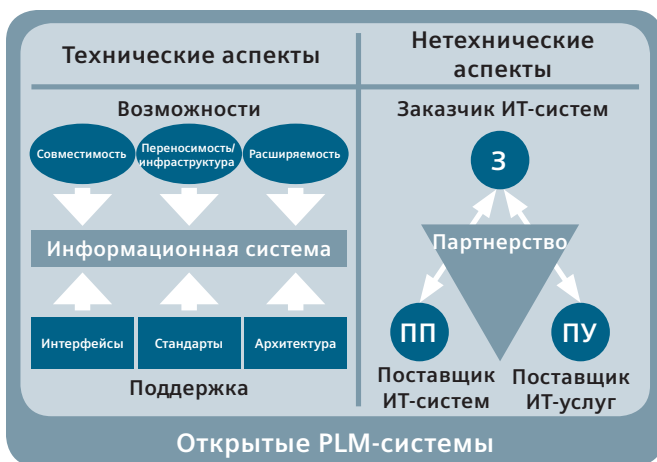 Технические аспекты
Возможности
Совместимость
Переносимость/
инфраструктура
Расширяемость
Информационная система
Интерфейсы
Стандарты
Архитектура
Поддержка
Нетехнические
аспекты
Заказчик ИТ-систем
З
Партнерство
ПП
ПУ
Поставщик
ИТ-систем
Поставщик
ИТ-услуг
Открытые PLM-системы